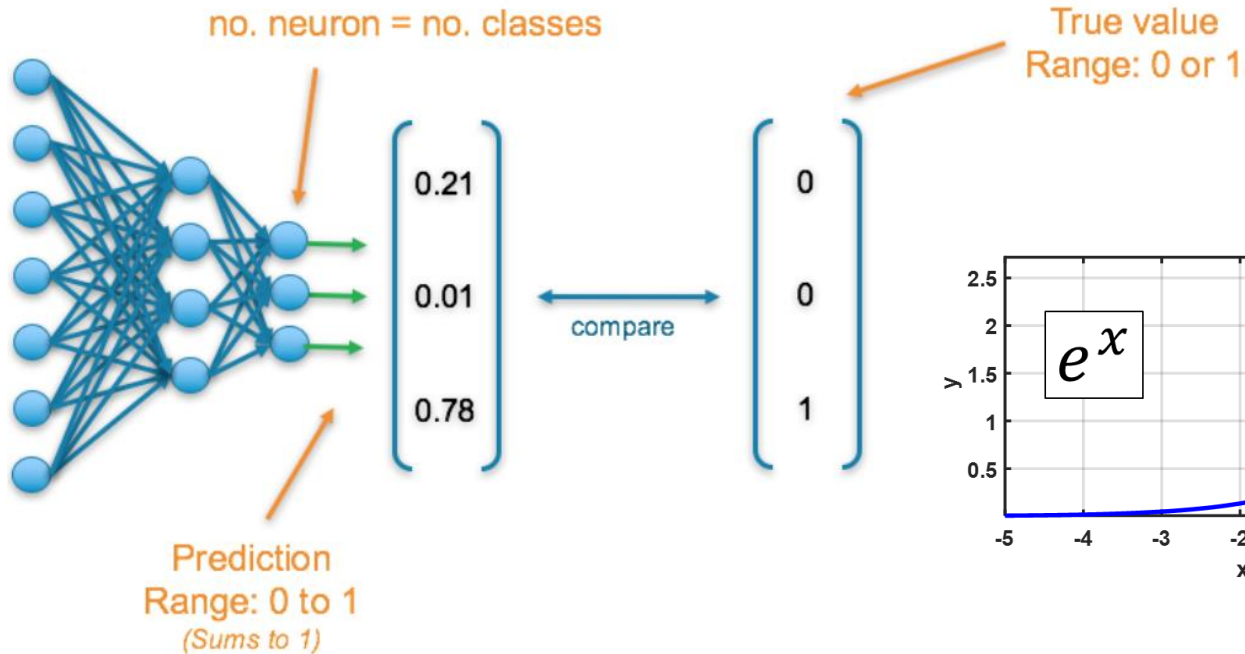 no. neuron = no. classes
True value
Range: 0 or 1
0.21
0.01
0.78
compare
0
0
1
Prediction
Range: 0 to 1
(Sums to 1)
e^x
2.5
2
1.5
1
0.5
y
-5
-4
-3
-2
x